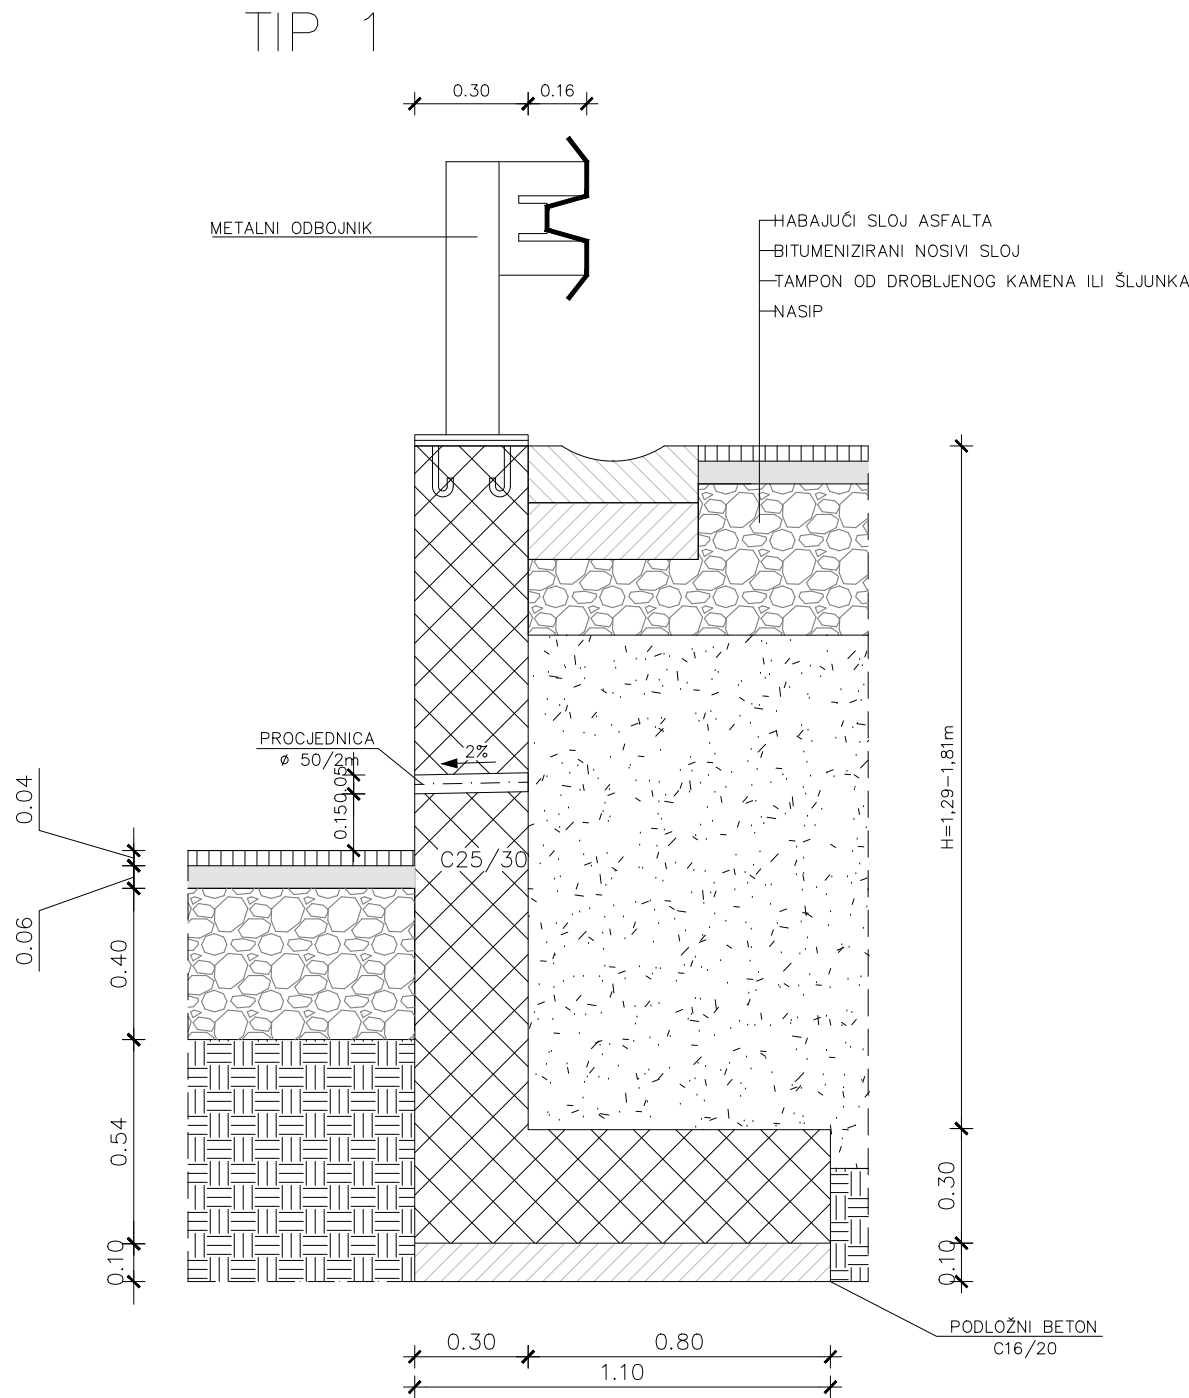 TIP 1
0.30
0.16
METALNI ODBOJNIK
HABAJUĆI SLOJ ASFALTA
BITUMENIZIRANI NOSIVI SLOJ
TAMPON OD DROBLJENOG KAMENA ILI ŠLJUNKA
NASIP
PROCJEDNICA
ø 50/2m
2%
0.05
0.15
0.04
0.06
0.40
0.54
0.10
C25/30
H=1,29-1,81m
0.30
0.10
PODLOŽNI BETON
C16/20
0.30
0.80
1.10